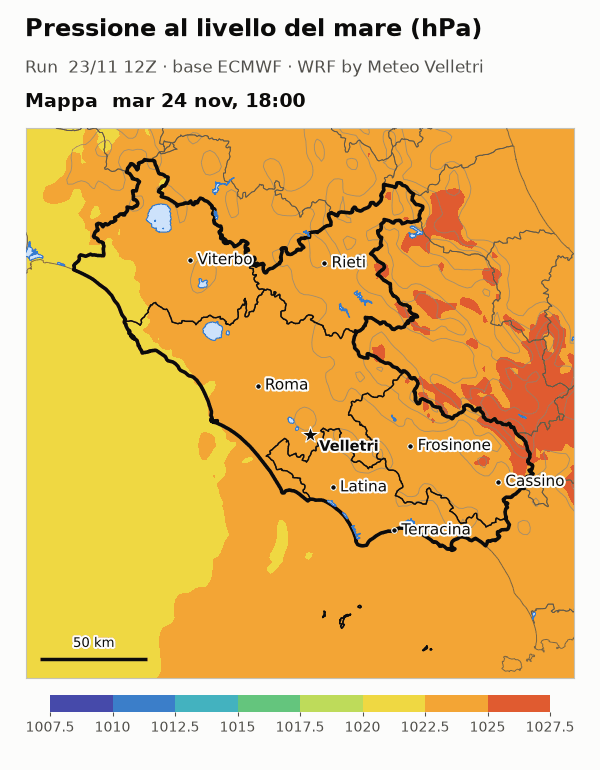 Pressione al livello del mare (hPa)
Run  23/11 12Z · base ECMWF · WRF by Meteo Velletri
Mappa  mar 24 nov, 18:00
Viterbo
Rieti
Roma
Velletri
Frosinone
Cassino
Latina
Terracina
50 km
1007.5 1010 1012.5 1015 1017.5 1020 1022.5 1025 1027.5